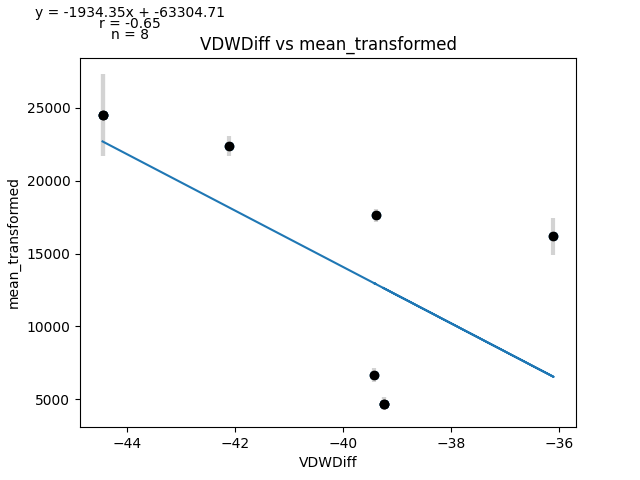 y = -1934.35x + -63304.71
r = -0.65
n = 8
VDWDiff vs mean_transformed
25000
20000
15000
10000
5000
mean_transformed
−44
−42
−40
−38
−36
VDWDiff